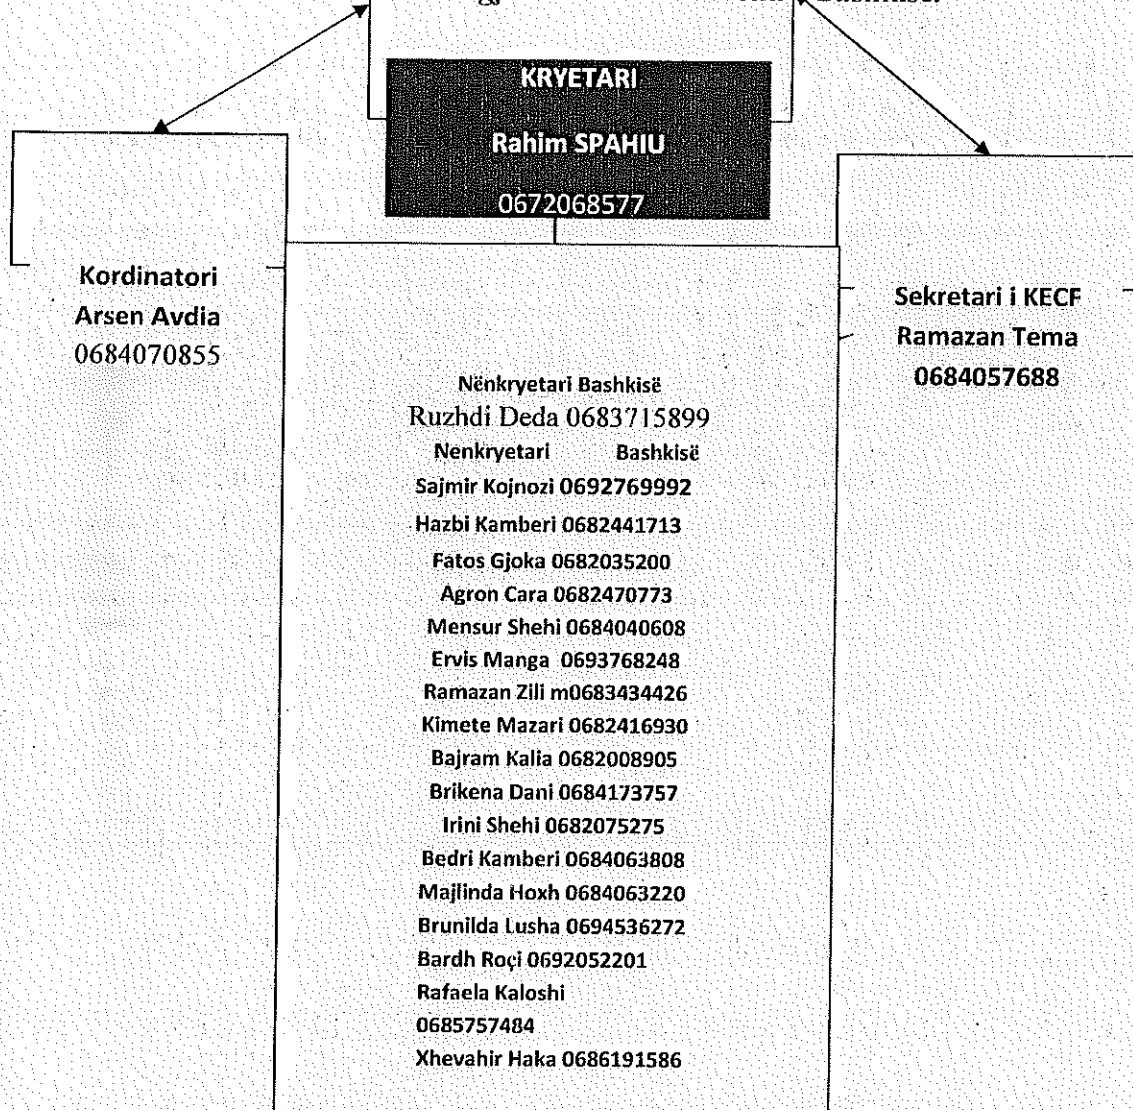 KRYETARI
Rahim SPAHIU
0672068577
Kordinatori
Arsen Avdia
0684070855
Sekretari i KECF
Ramazan Tema
0684057688
Nënkryetari Bashkisë
Ruzhdi Deda 0683715899
Nenkryetari Bashkisë
Sajmir Kojnozi 0692769992
Hazbi Kamberi 0682441713
Fatos Gjoka 0682035200
Agron Cara 0682470773
Mensur Shehi 0684040608
Ervis Manga 0693768248
Ramazan Zili m0683434426
Kimete Mazari 0682416930
Bajram Kalia 0682008905
Brikena Dani 0684173757
Irini Shehi 0682075275
Bedri Kamberi 0684063808
Majlinda Hoxh 0684063220
Brunilda Lusha 0694536272
Bardh Roçi 0692052201
Rafaela Kaloshi
0685757484
Xhevahir Haka 0686191586